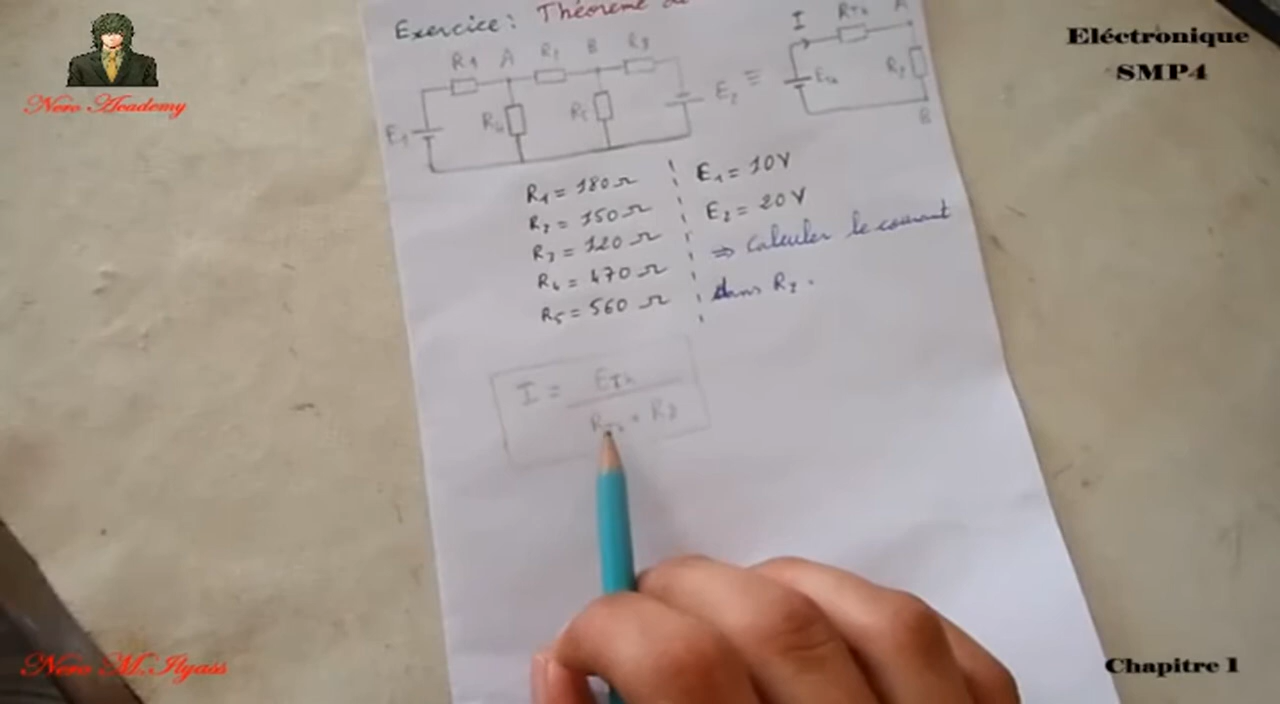 Exercice : Théorème de
R1 A R2 B R3
E1
R4
R5
E2
≡
I RTh A
ETh
R2
B
R1 = 180 Ω
R2 = 150 Ω
R3 = 120 Ω
R4 = 470 Ω
R5 = 560 Ω
E1 = 10V
E2 = 20V
⇒ Calculer le courant
dans R2.
I = ETh / RTh + R2
Nero Academy
Eléctronique
SMP4
Nero M.Ilyass
Chapitre 1